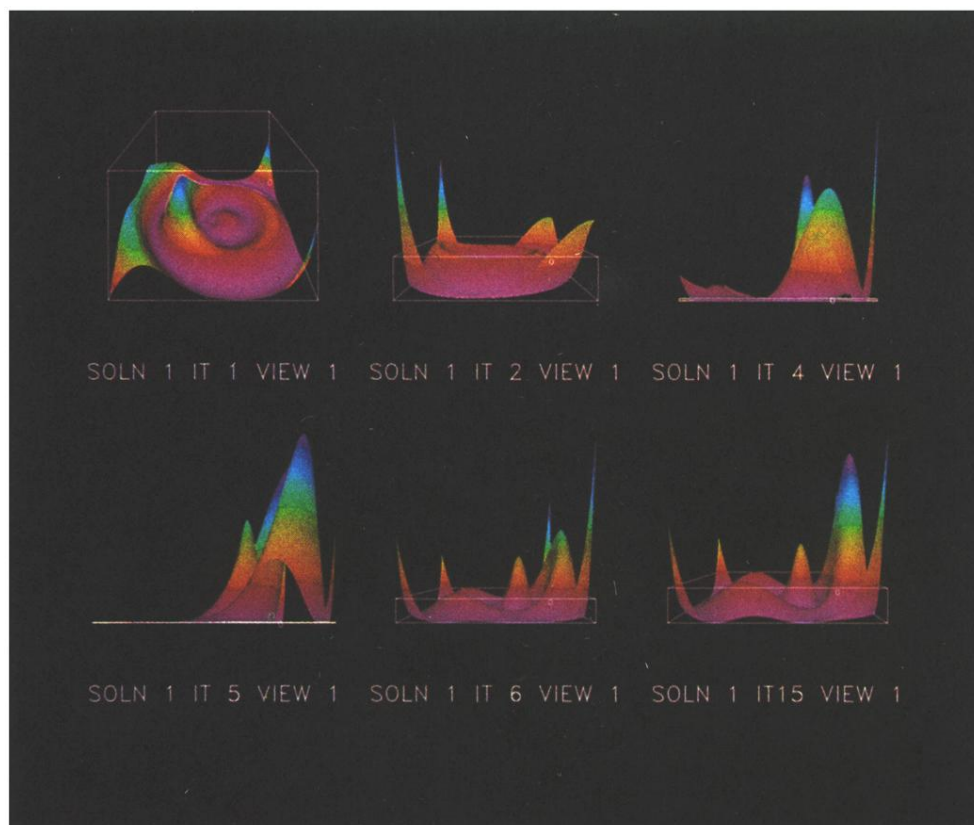 SOLN 1 IT 1 VIEW 1
SOLN 1 IT 2 VIEW 1
SOLN 1 IT 4 VIEW 1
SOLN 1 IT 5 VIEW 1
SOLN 1 IT 6 VIEW 1
SOLN 1 IT15 VIEW 1